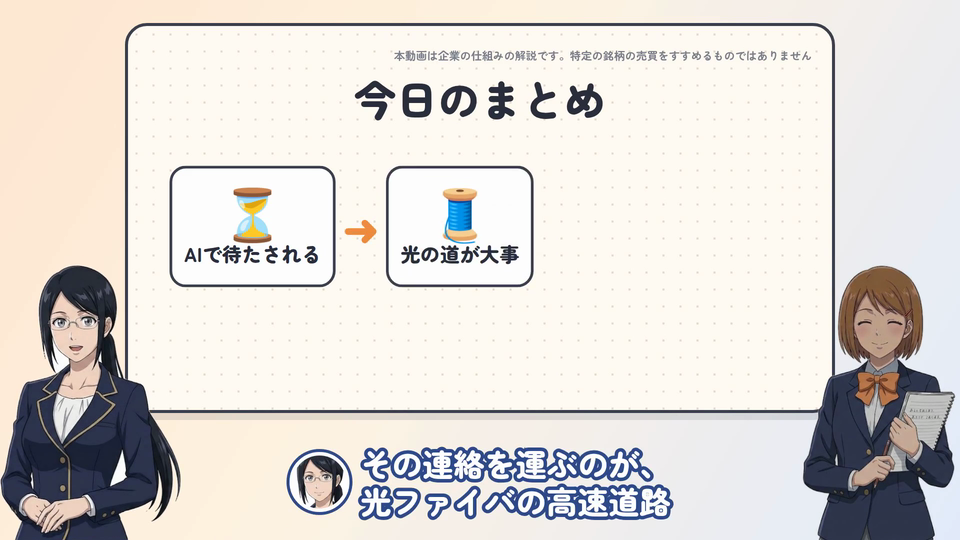 本動画は企業の仕組みの解説です。特定の銘柄の売買をすすめるものではありません
今日のまとめ
AIで待たされる
光の道が大事
その連絡を運ぶのが、
光ファイバの高速道路